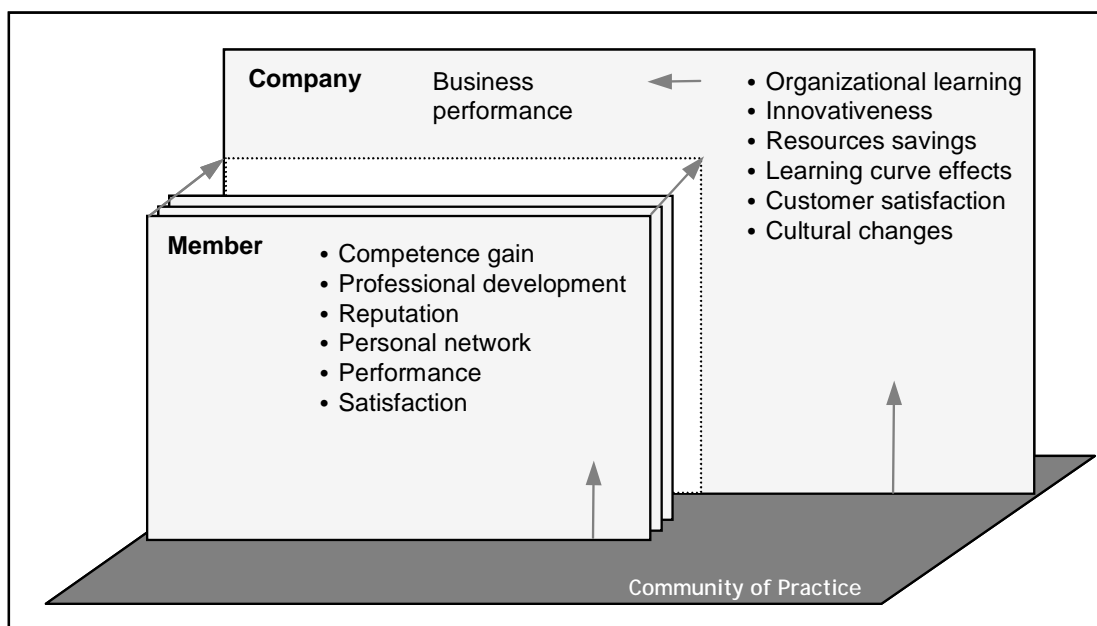 Company
Business
performance
• Organizational learning
• Innovativeness
• Resources savings
• Learning curve effects
• Customer satisfaction
• Cultural changes
Member
• Competence gain
• Professional development
• Reputation
• Personal network
• Performance
• Satisfaction
Community of Practice